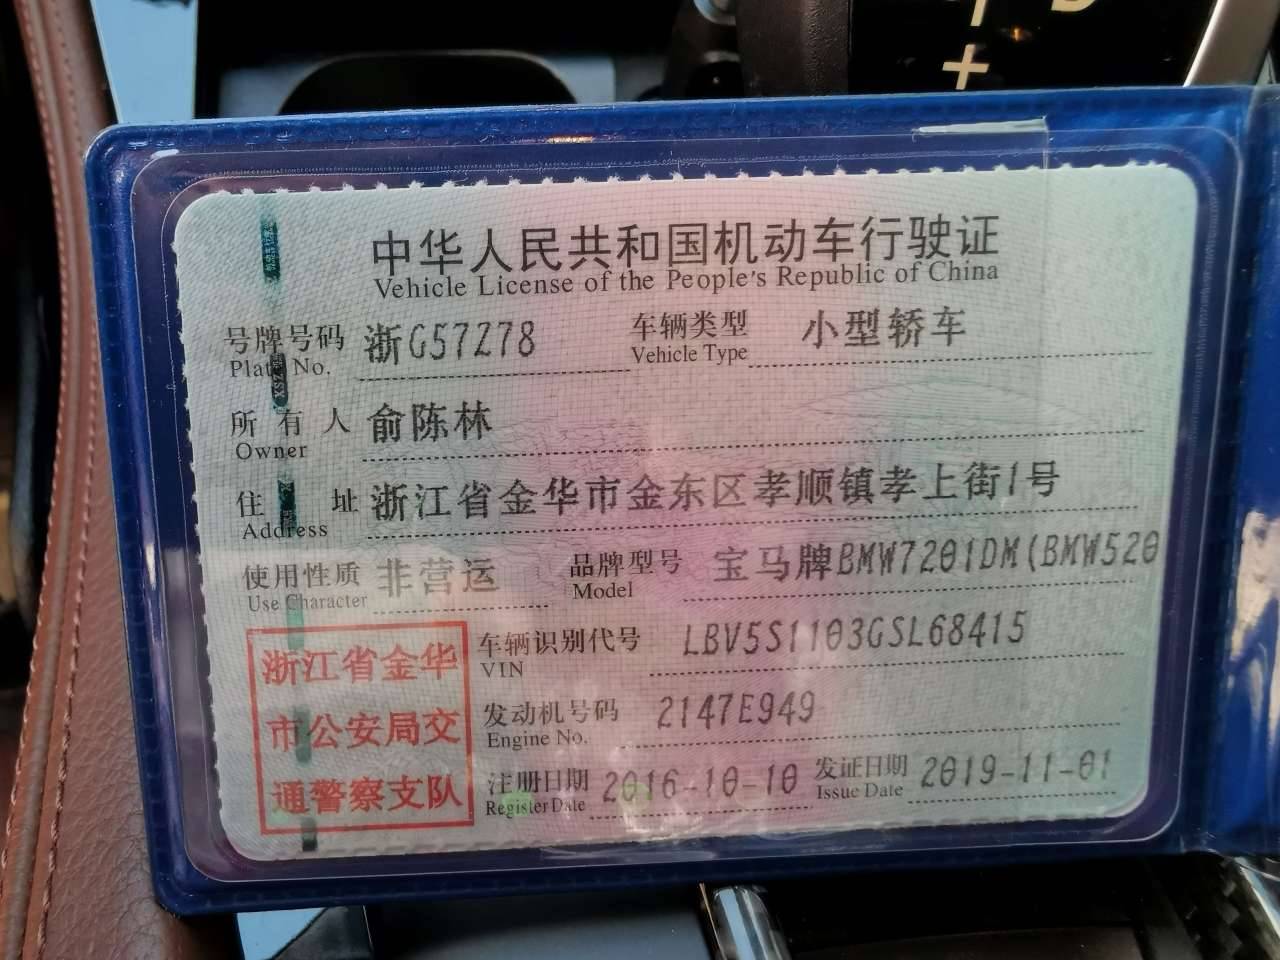 中华人民共和国机动车行驶证
Vehicle License of the People's Republic of China
号牌号码 浙G57Z78 车辆类型 小型轿车
Plate No. Vehicle Type
所有人 俞陈林
Owner
住址 浙江省金华市金东区孝顺镇孝上街1号
Address
使用性质 非营运 品牌型号 宝马牌BMW7201DM(BMW520
Use Character Model
浙江省金华
市公安局交
通警察支队
车辆识别代号 LBV5S1103GSL68415
VIN
发动机号码 2147E949
Engine No.
注册日期 2016-10-10 发证日期 2019-11-01
Register Date Issue Date